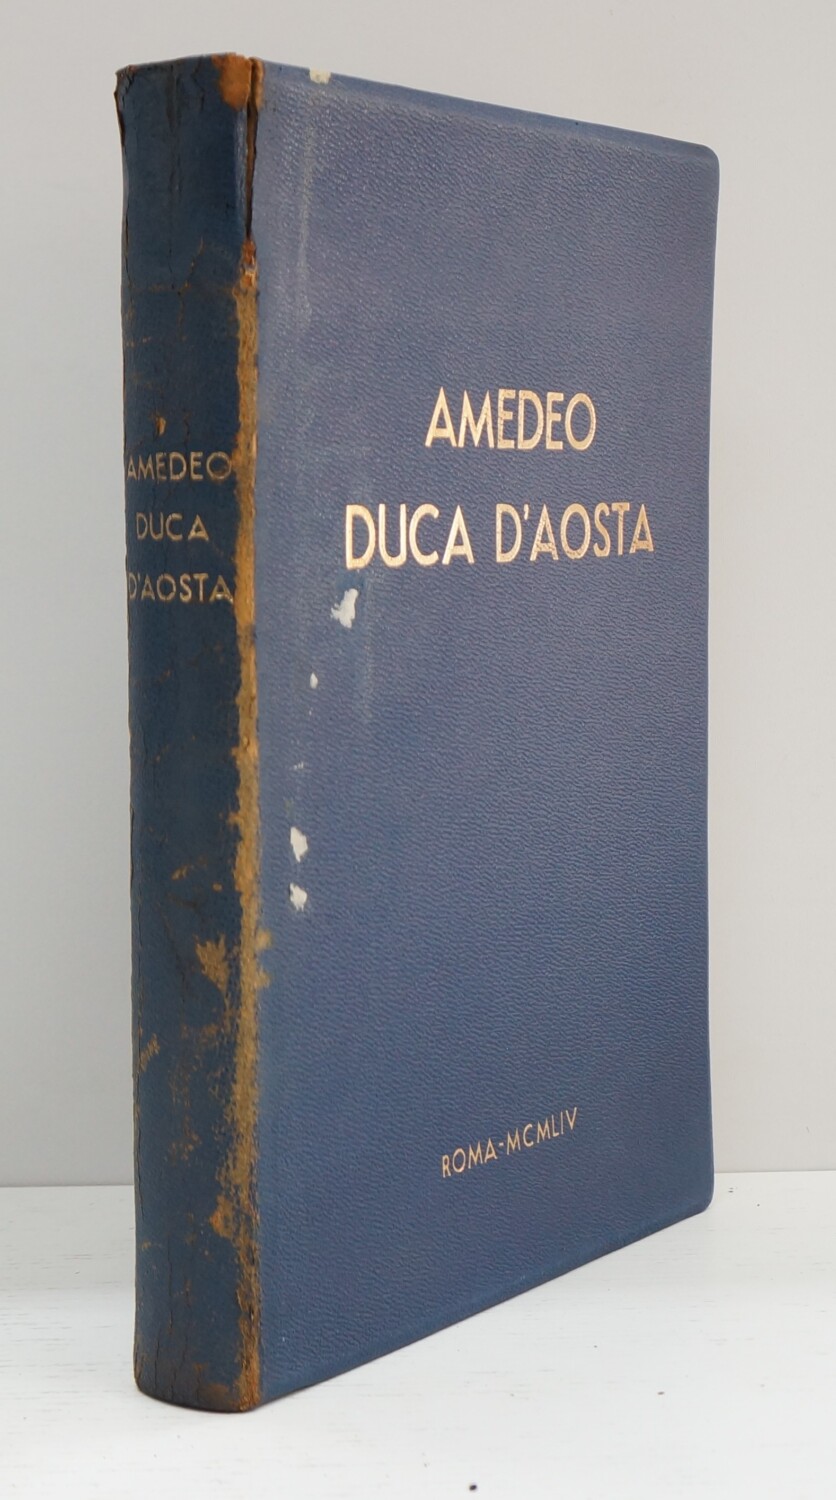 AMEDEO
DUCA
D'AOSTA
AMEDEO
DUCA D'AOSTA
ROMA-MCMLIV